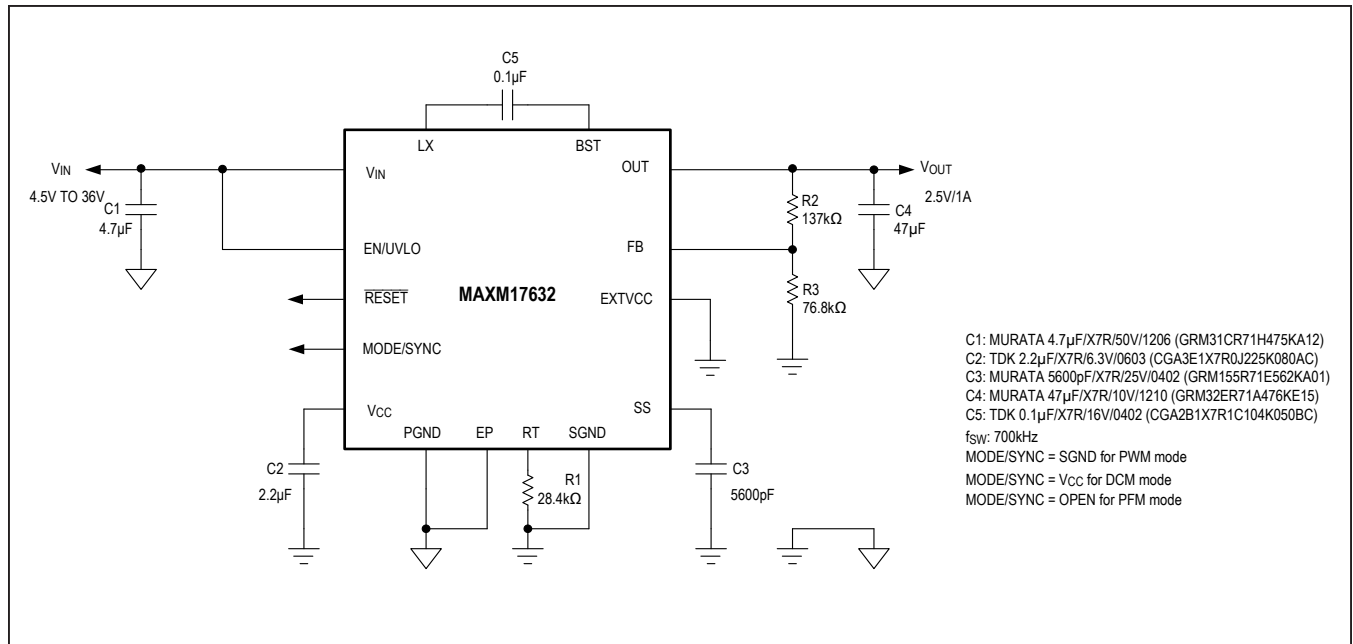 C5
0.1µF
LX
BST
VIN
4.5V TO 36V
C1
4.7µF
VIN
OUT
VOUT
2.5V/1A
R2
137kΩ
C4
47µF
EN/UVLO
FB
RESET
MAXM17632
EXTVCC
R3
76.8kΩ
MODE/SYNC
VCC
SS
PGND
EP
RT
SGND
C2
2.2µF
R1
28.4kΩ
C3
5600pF
C1: MURATA 4.7µF/X7R/50V/1206 (GRM31CR71H475KA12)
C2: TDK 2.2µF/X7R/6.3V/0603 (CGA3E1X7R0J225K080AC)
C3: MURATA 5600pF/X7R/25V/0402 (GRM155R71E562KA01)
C4: MURATA 47µF/X7R/10V/1210 (GRM32ER71A476KE15)
C5: TDK 0.1µF/X7R/16V/0402 (CGA2B1X7R1C104K050BC)
fSW: 700kHz
MODE/SYNC = SGND for PWM mode
MODE/SYNC = VCC for DCM mode
MODE/SYNC = OPEN for PFM mode